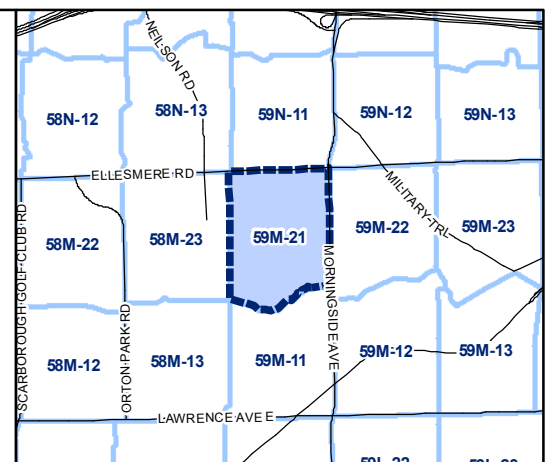 NEILSON RD
58N-12
58N-13
59N-11
59N-12
59N-13
ELLESMERE RD
MILITARY TRL
SCARBOROUGH GOLF CLUB RD
58M-22
58M-23
59M-21
59M-22
59M-23
MORNINGSIDE AVE
ORTON PARK RD
58M-12
58M-13
59M-11
59M-12
59M-13
LAWRENCE AVE E